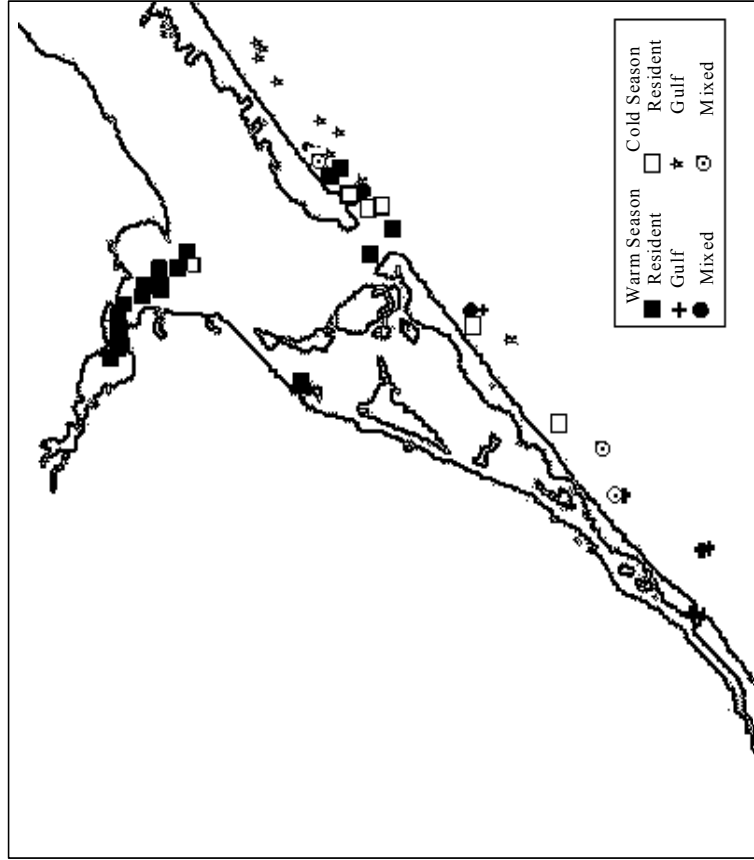 Warm Season Cold Season
Resident Resident
Gulf Gulf
Mixed Mixed
?